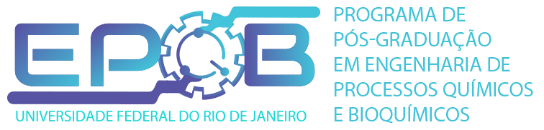 EPQB
UNIVERSIDADE FEDERAL DO RIO DE JANEIRO
PROGRAMA DE
PÓS-GRADUAÇÃO
EM ENGENHARIA DE
PROCESSOS QUÍMICOS
E BIOQUÍMICOS